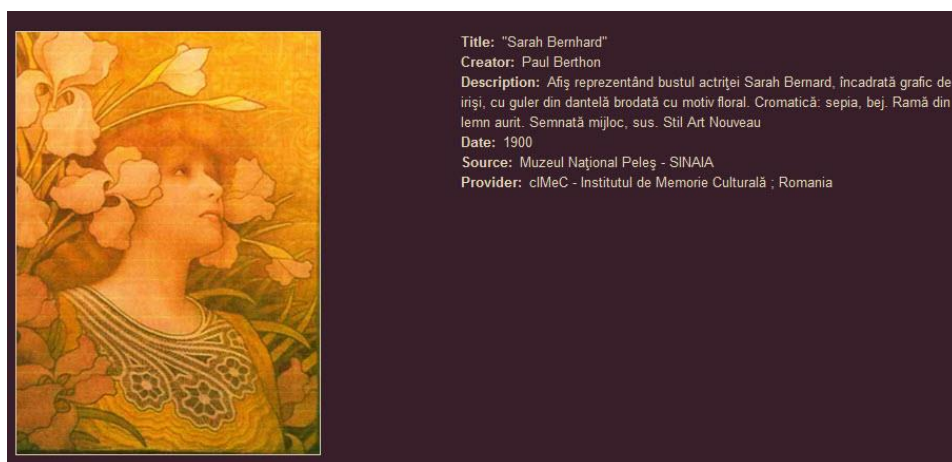 Title: "Sarah Bernhard"
Creator: Paul Berthon
Description: Afiş reprezentând bustul actriţei Sarah Bernard, încadrată grafic de
irişi, cu guler din dantelă brodată cu motiv floral. Cromatică: sepia, bej. Ramă din
lemn aurit. Semnată mijloc, sus. Stil Art Nouveau
Date: 1900
Source: Muzeul Naţional Peleş - SINAIA
Provider: cIMeC - Institutul de Memorie Culturală ; Romania